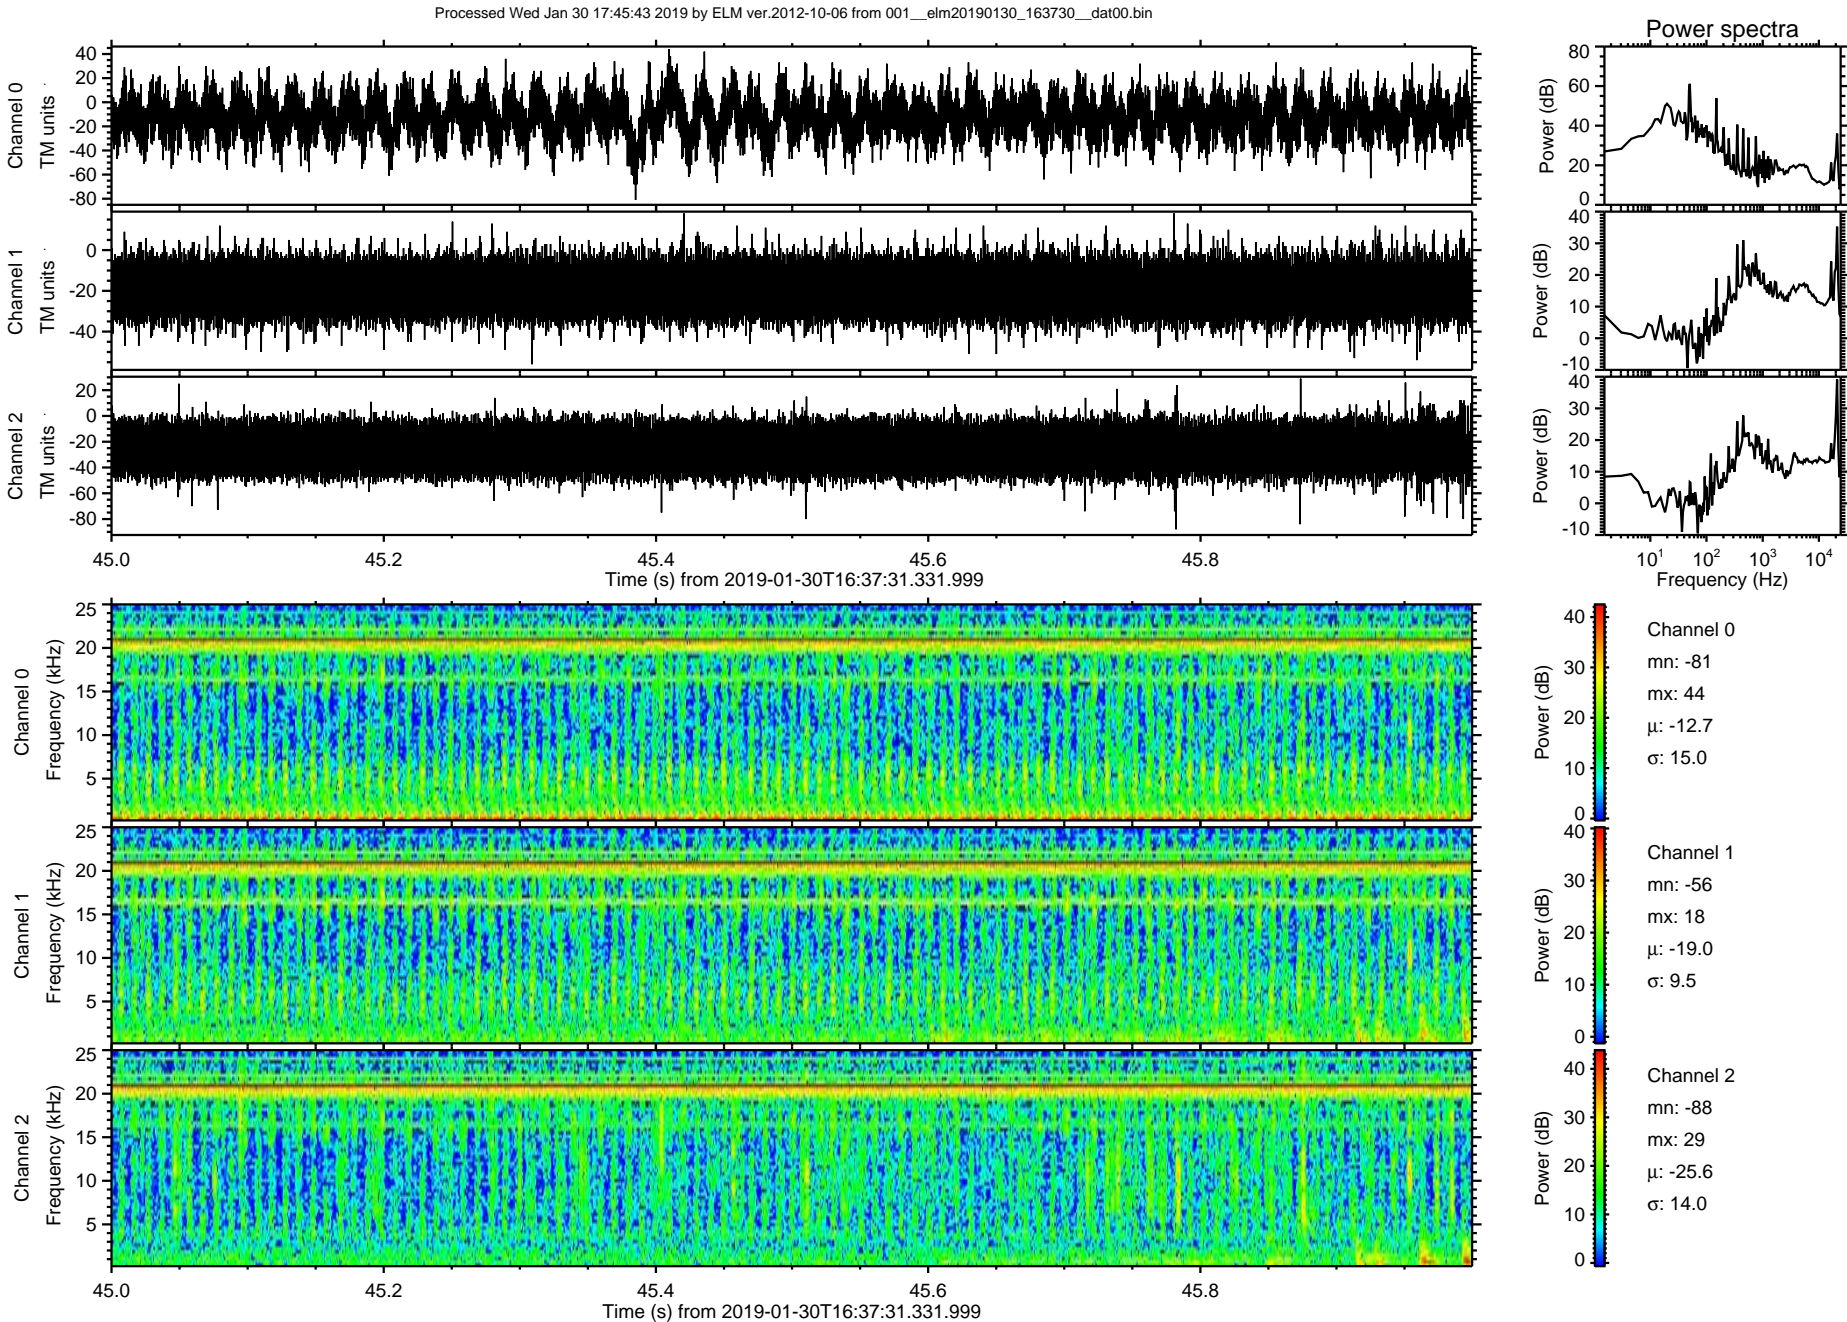 Processed Wed Jan 30 17:45:43 2019 by ELM ver.2012-10-06 from 001__elm20190130_163730__dat00.bin
Power spectra
Channel 0
TM units
40
20
0
-20
-40
-60
-80
Power (dB)
80
60
40
20
0
Channel 1
TM units
0
-20
-40
Power (dB)
40
30
20
10
0
-10
Channel 2
TM units
20
0
-20
-40
-60
-80
Power (dB)
40
30
20
10
0
-10
45.0 45.2 45.4 45.6 45.8
Time (s) from 2019-01-30T16:37:31.331.999
10¹ 10² 10³ 10⁴
Frequency (Hz)
Channel 0
Frequency (kHz)
25
20
15
10
5
Power (dB)
40
30
20
10
0
Channel 0
mn: -81
mx: 44
μ: -12.7
σ: 15.0
Channel 1
Frequency (kHz)
25
20
15
10
5
Power (dB)
40
30
20
10
0
Channel 1
mn: -56
mx: 18
μ: -19.0
σ: 9.5
Channel 2
Frequency (kHz)
25
20
15
10
5
Power (dB)
40
30
20
10
0
Channel 2
mn: -88
mx: 29
μ: -25.6
σ: 14.0
45.0 45.2 45.4 45.6 45.8
Time (s) from 2019-01-30T16:37:31.331.999